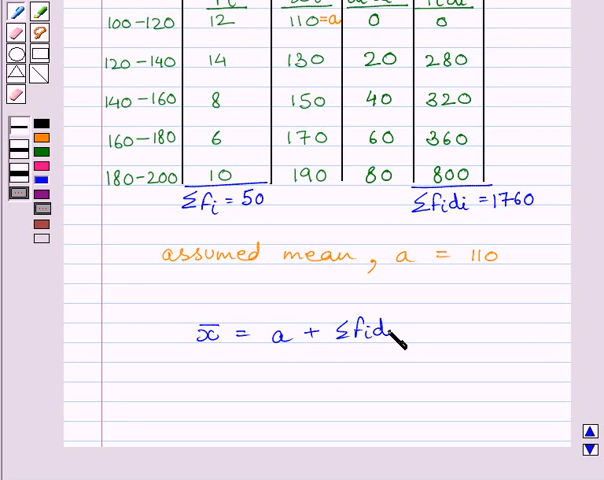 100-120 12 110=a 0 0
120-140 14 130 20 280
140-160 8 150 40 320
160-180 6 170 60 360
180-200 10 190 80 800
Σfi = 50 Σfidi = 1760
assumed mean, a = 110
x̄ = a + Σfid